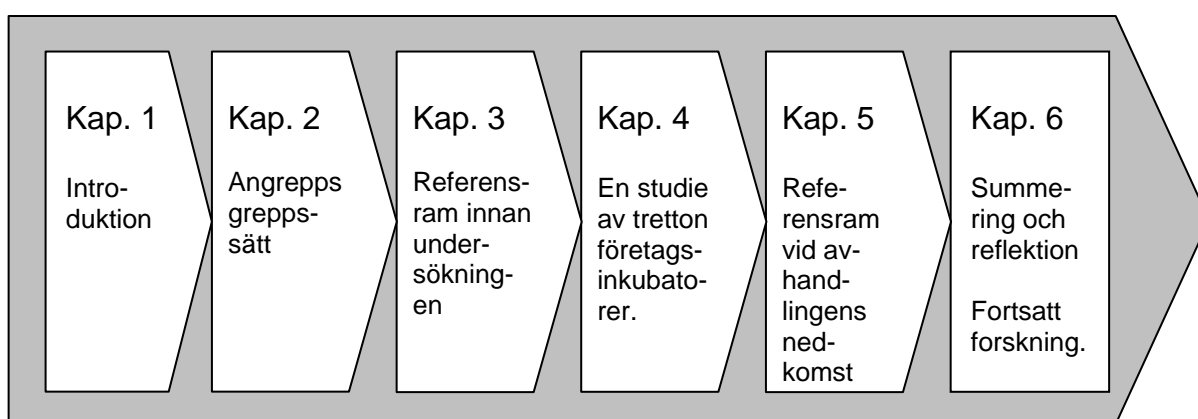 Kap. 1
Intro-
duktion
Kap. 2
Angrepps
grepps-
sätt
Kap. 3
Referens-
ram innan
under-
sökning-
en
Kap. 4
En studie
av tretton
företags-
inkubato-
rer.
Kap. 5
Refe-
rensram
vid av-
hand-
lingens
ned-
komst
Kap. 6
Summe-
ring och
reflektion
Fortsatt
forskning.